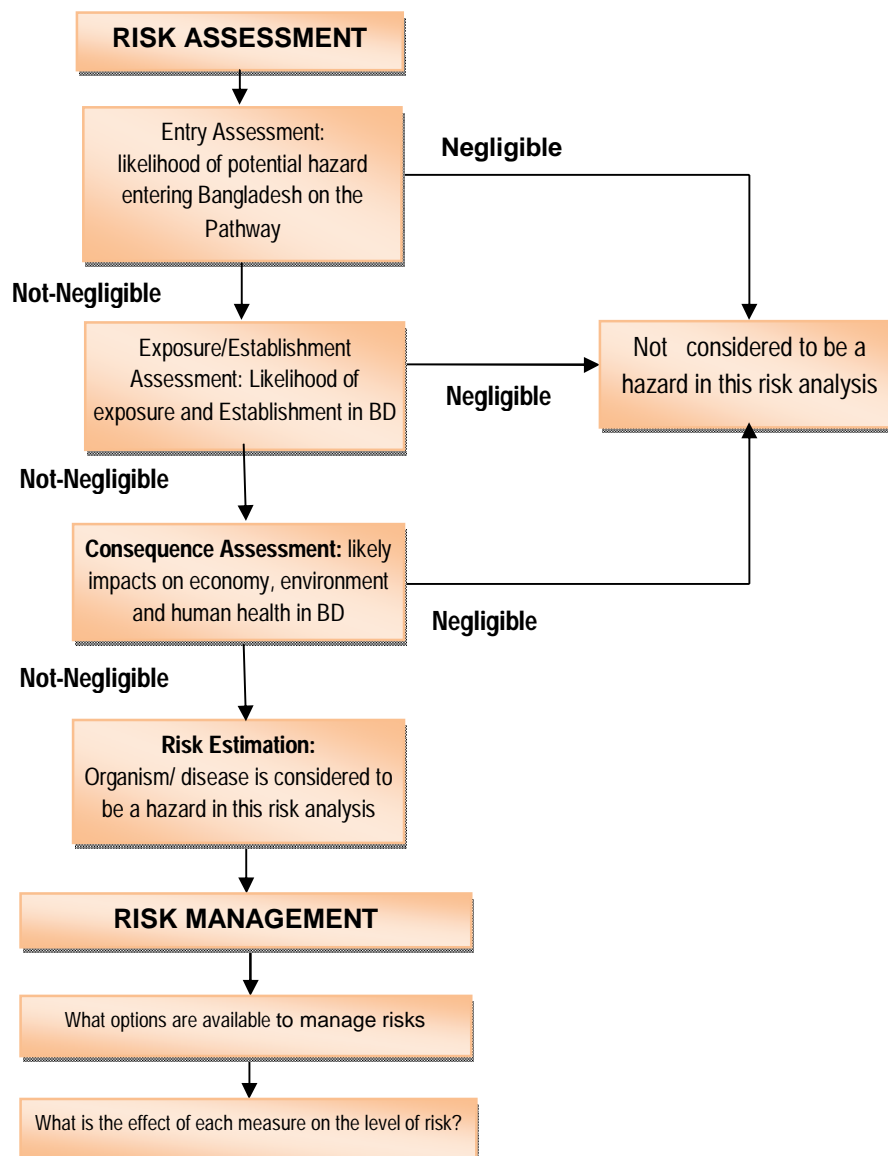 RISK ASSESSMENT
Entry Assessment:
likelihood of potential hazard
entering Bangladesh on the
Pathway
Negligible
Not-Negligible
Exposure/Establishment
Assessment: Likelihood of
exposure and Establishment in BD
Negligible
Not considered to be a
hazard in this risk analysis
Not-Negligible
Consequence Assessment: likely
impacts on economy, environment
and human health in BD
Negligible
Not-Negligible
Risk Estimation:
Organism/ disease is considered to
be a hazard in this risk analysis
RISK MANAGEMENT
What options are available to manage risks
What is the effect of each measure on the level of risk?